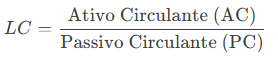 LC = Ativo Circulante (AC)
Passivo Circulante (PC)